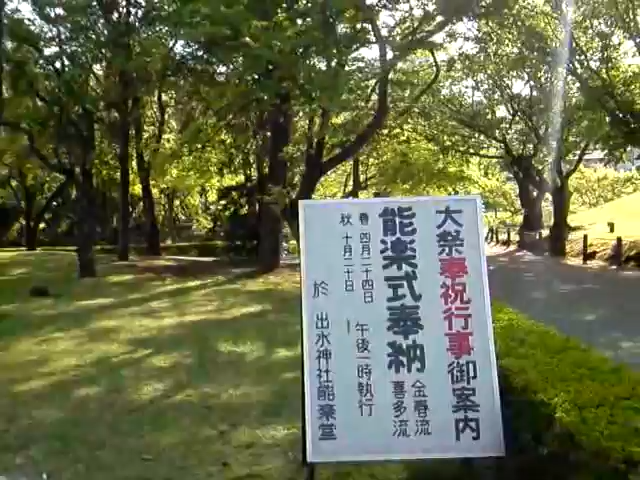 大祭奉祝行事御案内
能楽式奉納
金春流
喜多流
春 四月二十四日
秋 十月二十日
午後一時執行
於 出水神社能楽堂